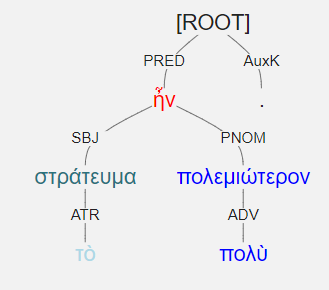 [ROOT]
PRED AuxK
ἦν .
SBJ PNOM
στράτευμα πολεμιώτερον
ATR ADV
τὸ πολὺ